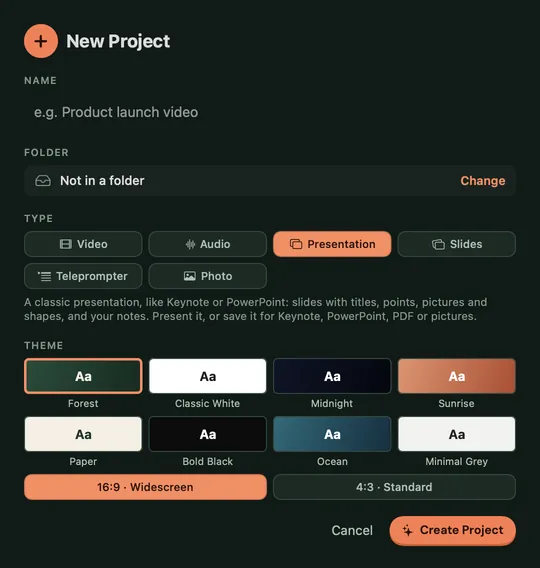 New Project
NAME
e.g. Product launch video
FOLDER
Not in a folder Change
TYPE
Video Audio Presentation Slides
Teleprompter Photo
A classic presentation, like Keynote or PowerPoint: slides with titles, points, pictures and
shapes, and your notes. Present it, or save it for Keynote, PowerPoint, PDF or pictures.
THEME
Aa Aa Aa Aa
Forest Classic White Midnight Sunrise
Aa Aa Aa Aa
Paper Bold Black Ocean Minimal Grey
16:9 · Widescreen 4:3 · Standard
Cancel Create Project